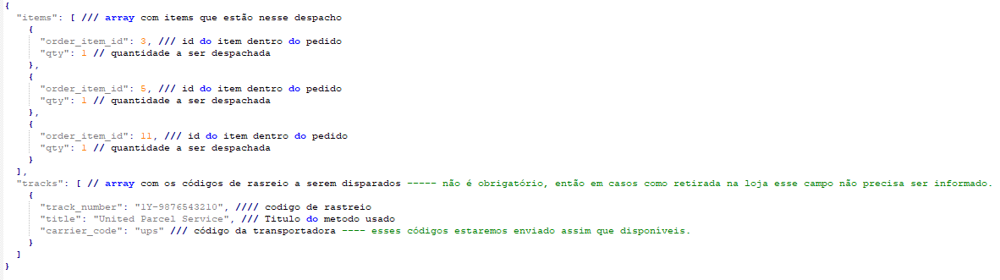 {
"items": [ /// array com items que estão nesse despacho
{
"order_item_id": 3, /// id do item dentro do pedido
"qty": 1 // quantidade a ser despachada
},
{
"order_item_id": 5, /// id do item dentro do pedido
"qty": 1 // quantidade a ser despachada
},
{
"order_item_id": 11, /// id do item dentro do pedido
"qty": 1 // quantidade a ser despachada
}
],
"tracks": [ // array com os códigos de rasreio a serem disparados ----- não é obrigatório, então em casos como retirada na loja esse campo não precisa ser informado.
{
"track_number": "1Y-9876543210", //// codigo de rastreio
"title": "United Parcel Service", /// Titulo do metodo usado
"carrier_code": "ups" /// código da transportadora ---- esses códigos estaremos enviado assim que disponíveis.
}
]
}